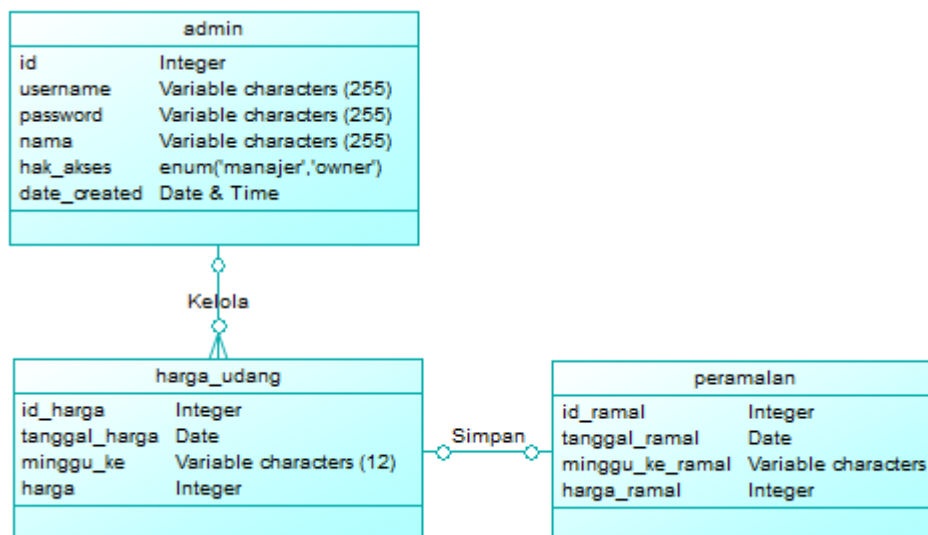 admin
id Integer
username Variable characters (255)
password Variable characters (255)
nama Variable characters (255)
hak_akses enum('manajer','owner')
date_created Date & Time
Kelola
harga_udang
id_harga Integer
tanggal_harga Date
minggu_ke Variable characters (12)
harga Integer
Simpan
peramalan
id_ramal Integer
tanggal_ramal Date
minggu_ke_ramal Variable characters
harga_ramal Integer